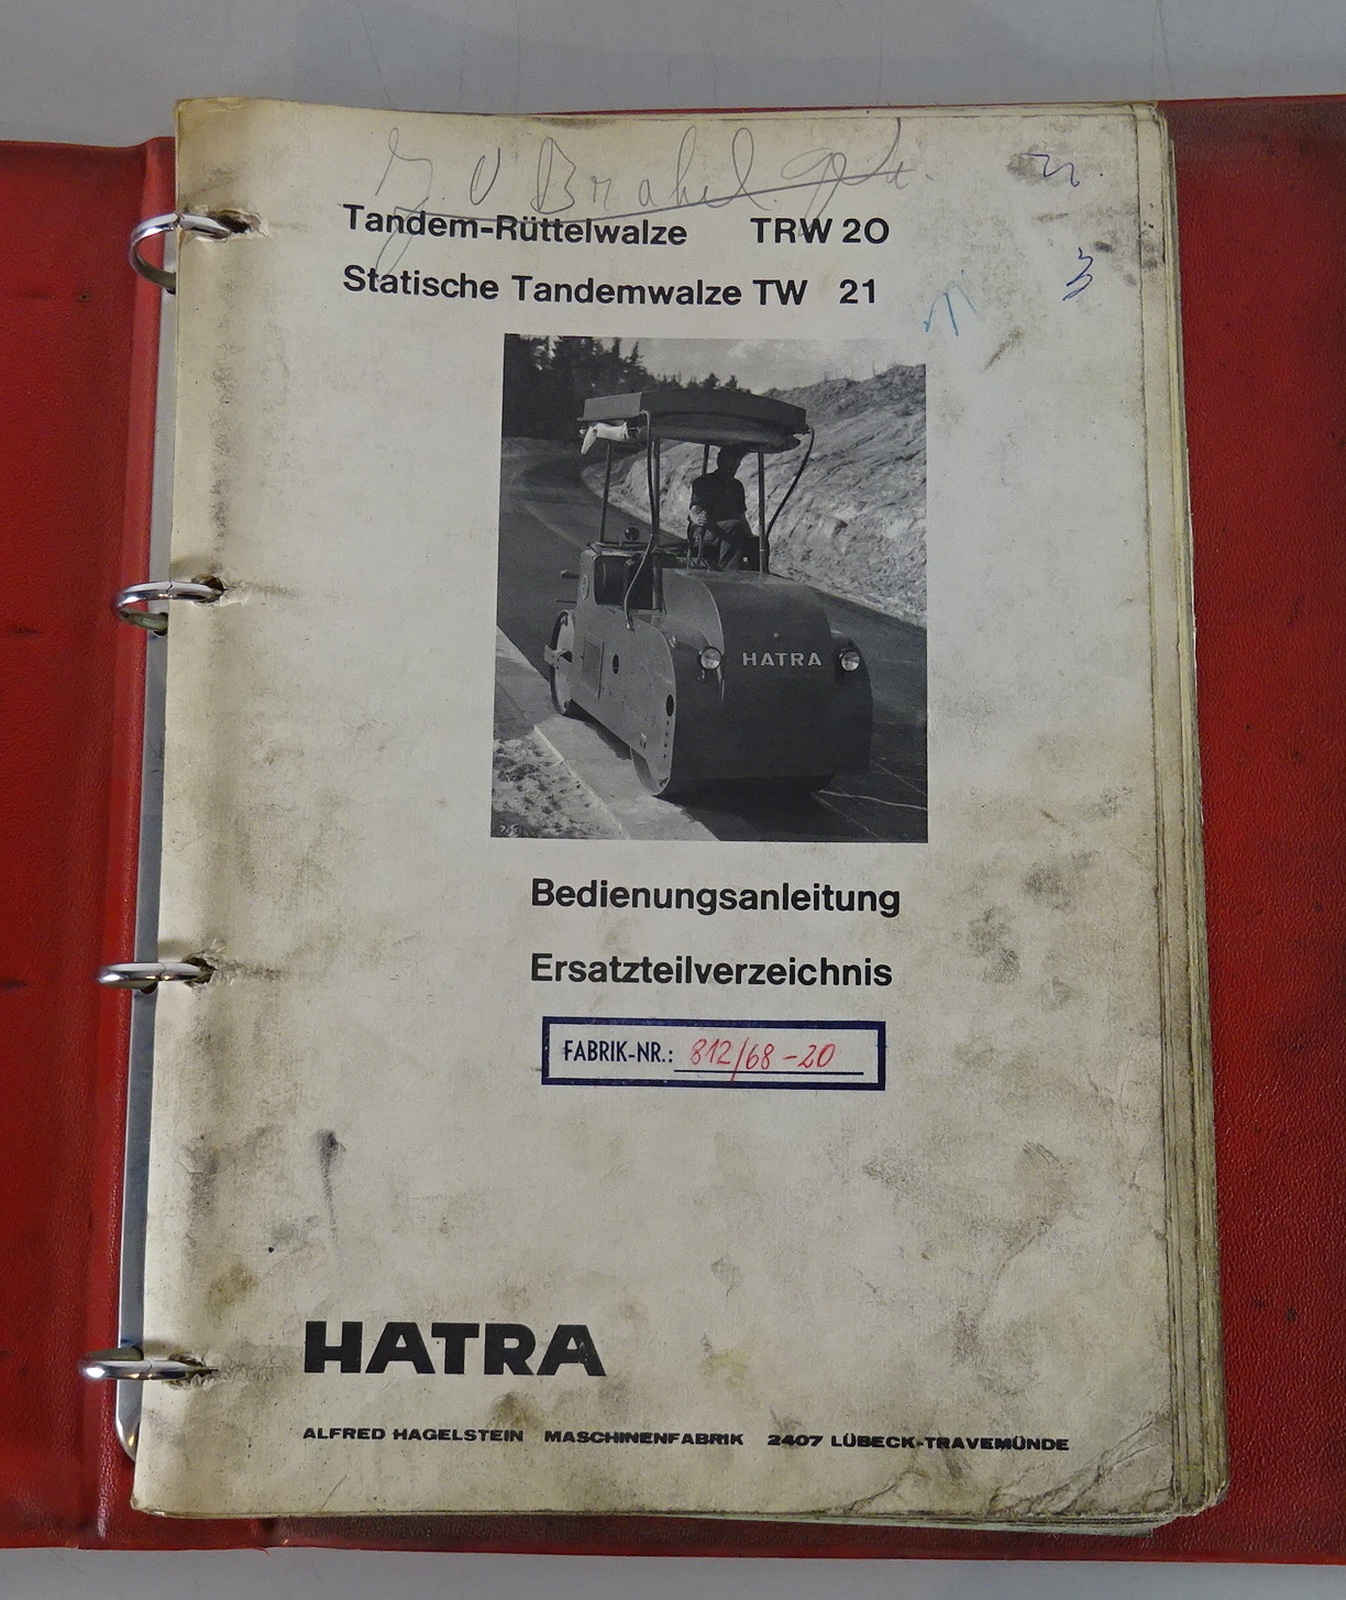 Tandem-Rüttelwalze TRW 20
Statische Tandemwalze TW 21
3
HATRA
Bedienungsanleitung
Ersatzteilverzeichnis
FABRIK-NR.: 812/68-20
HATRA
ALFRED HAGELSTEIN MASCHINENFABRIK 2407 LÜBECK-TRAVEMÜNDE